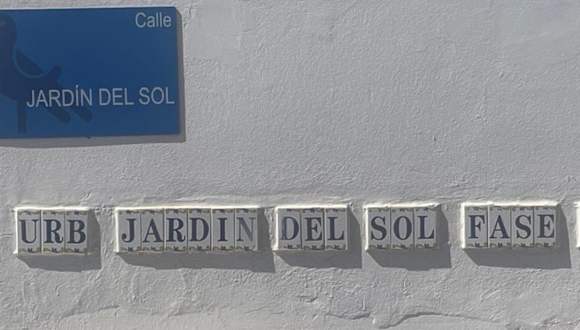 Calle
JARDÍN DEL SOL
URB JARDIN DEL SOL FASE